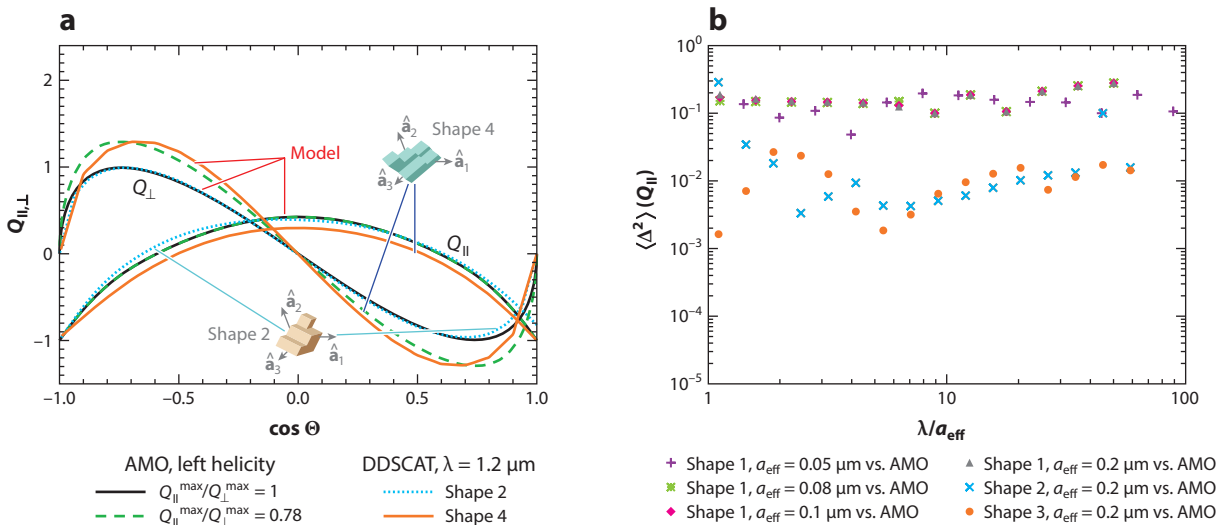 a
b
2
1
0
−1
Q||,⊥
−1.0
−0.5
0.0
0.5
1.0
cos Θ
Model
Q⊥
Q||
Shape 4
â2
â1
â3
Shape 2
â2
â1
â3
AMO, left helicity
Q||max/Q⊥max = 1
Q||max/Q⊥max = 0.78
DDSCAT, λ = 1.2 μm
Shape 2
Shape 4
10^0
10^−1
10^−2
10^−3
10^−4
10^−5
⟨Δ2⟩ (Q||)
1
10
100
λ/aeff
Shape 1, aeff = 0.05 μm vs. AMO
Shape 1, aeff = 0.08 μm vs. AMO
Shape 1, aeff = 0.1 μm vs. AMO
Shape 1, aeff = 0.2 μm vs. AMO
Shape 2, aeff = 0.2 μm vs. AMO
Shape 3, aeff = 0.2 μm vs. AMO